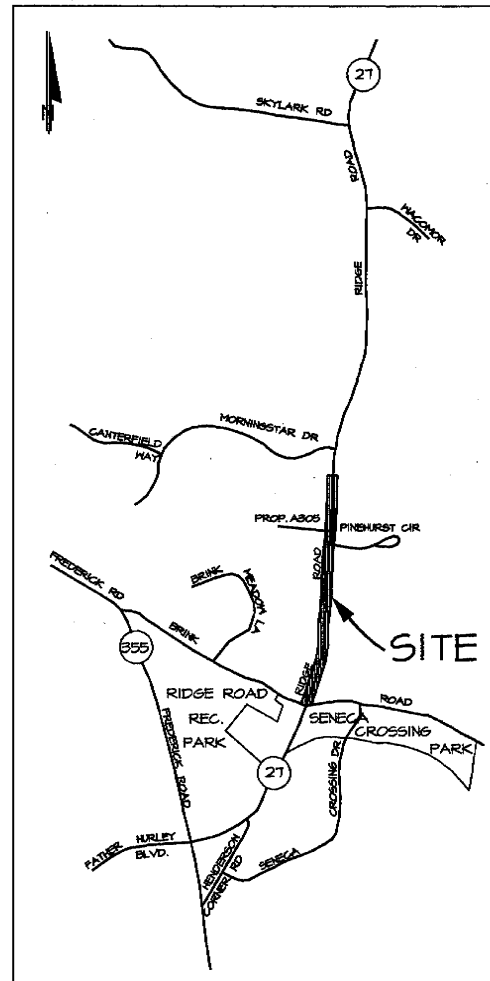 27
SKYLARK RD
ROAD
WACOMOR
DR
RIDGE
MORNINGSTAR DR
CANTERFIELD
WAY
PROP. A305
PINEHURST CIR
ROAD
FREDERICK RD
BRINK
MEADOW LA
BRINK
355
SITE
RIDGE
RIDGE ROAD
REC.
PARK
SENECA
CROSSING
PARK
ROAD
FREDERICK ROAD
27
CROSSING DR
FATHER
HURLEY
BLVD.
HENDERSON
CORNER RD
SENECA